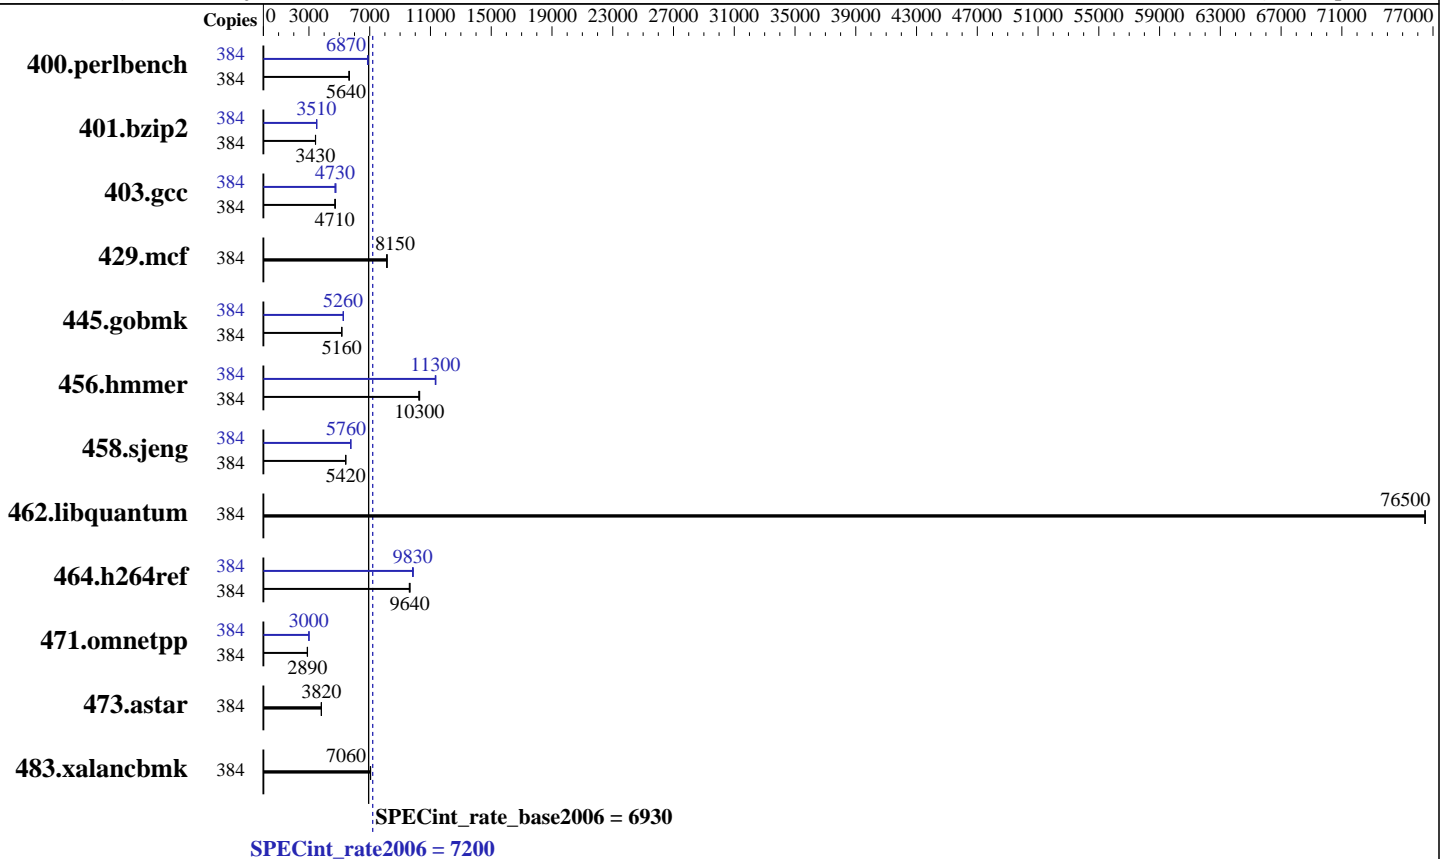 Copies 0 3000 7000 11000 15000 19000 23000 27000 31000 35000 39000 43000 47000 51000 55000 59000 63000 67000 71000 77000
6870
400.perlbench 384
384
5640
3510
401.bzip2 384
384
3430
4730
403.gcc 384
384
4710
8150
429.mcf 384
5260
445.gobmk 384
384
5160
11300
456.hmmer 384
384
10300
5760
458.sjeng 384
384
5420
76500
462.libquantum 384
9830
464.h264ref 384
384
9640
3000
471.omnetpp 384
384
2890
3820
473.astar 384
7060
483.xalancbmk 384
SPECint_rate_base2006 = 6930
SPECint_rate2006 = 7200